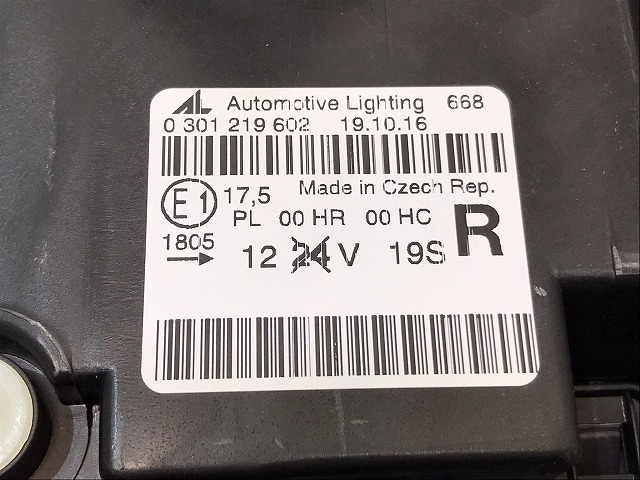 AL Automotive Lighting 668
0 301 219 602 19.10.16
Made in Czech Rep.
E1 17,5
PL 00 HR 00 HC R
1805
12 24 V 19S